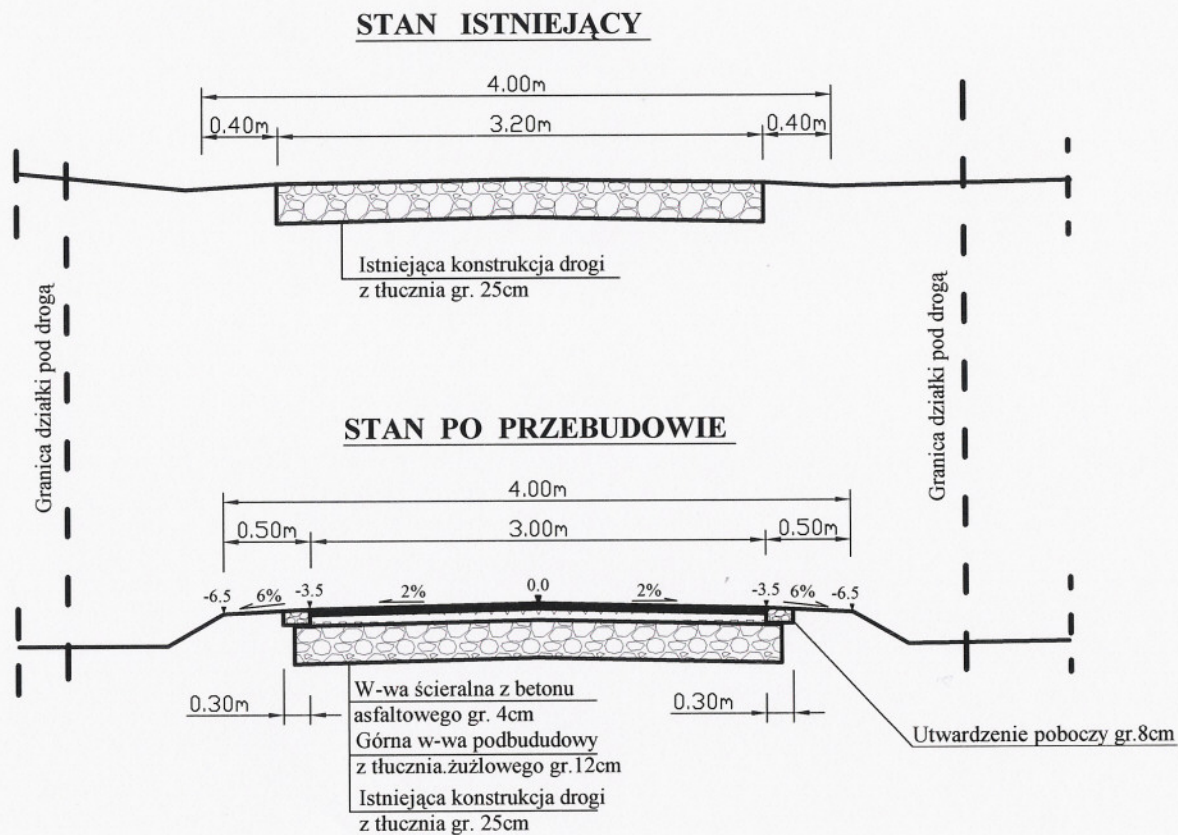 STAN ISTNIEJĄCY
4.00m
0.40m 3.20m 0.40m
Istniejąca konstrukcja drogi
z tłucznia gr. 25cm
Granica działki pod drogą
Granica działki pod drogą
STAN PO PRZEBUDOWIE
4.00m
0.50m 3.00m 0.50m
-6.5 6% -3.5 2% 0,0 2% -3.5 6% -6.5
0.30m 0.30m
W-wa ścieralna z betonu
asfaltowego gr. 4cm
Górna w-wa podbududowy
z tłucznia.żużlowego gr.12cm
Istniejąca konstrukcja drogi
z tłucznia gr. 25cm
Utwardzenie poboczy gr.8cm